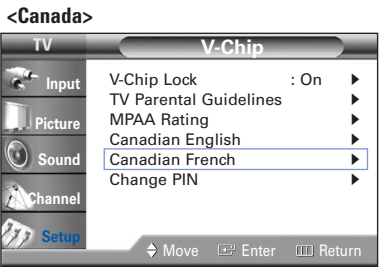 <Canada>
TV
V-Chip
Input
Picture
Sound
Channel
Setup
V-Chip Lock : On
TV Parental Guidelines
MPAA Rating
Canadian English
Canadian French
Change PIN
Move Enter Return